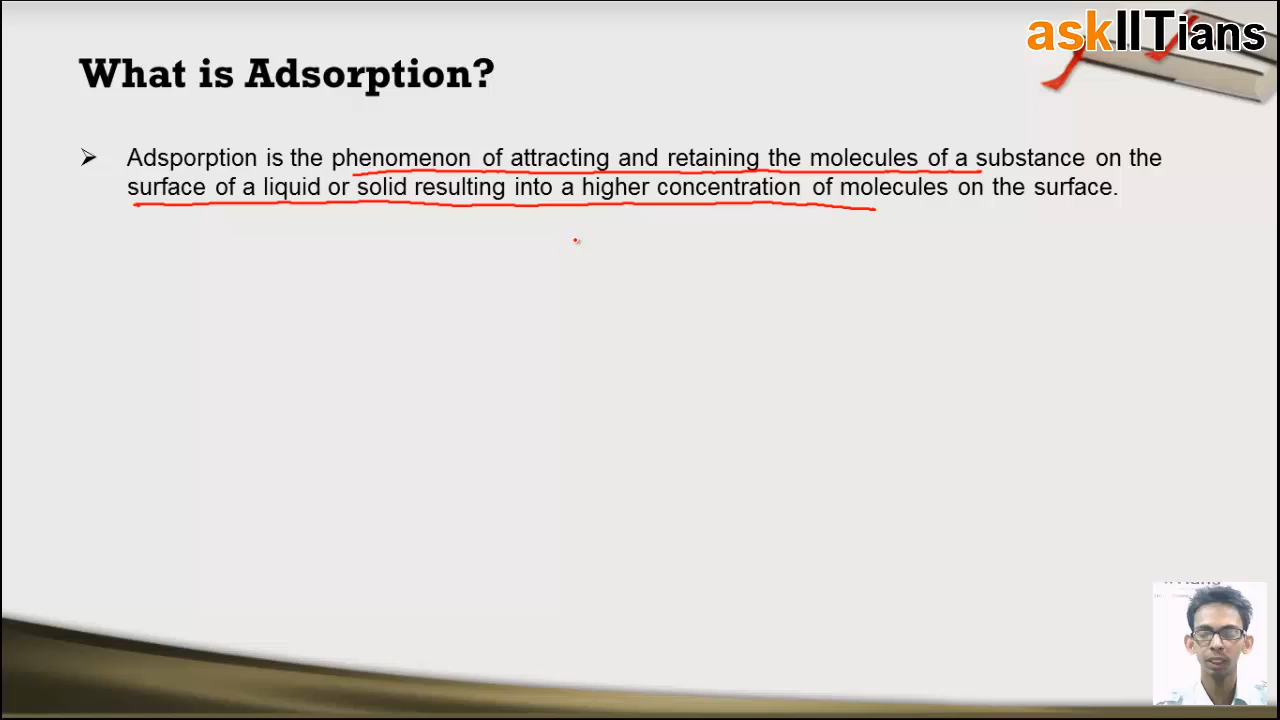 askIITians
What is Adsorption?
Adsporption is the phenomenon of attracting and retaining the molecules of a substance on the
surface of a liquid or solid resulting into a higher concentration of molecules on the surface.